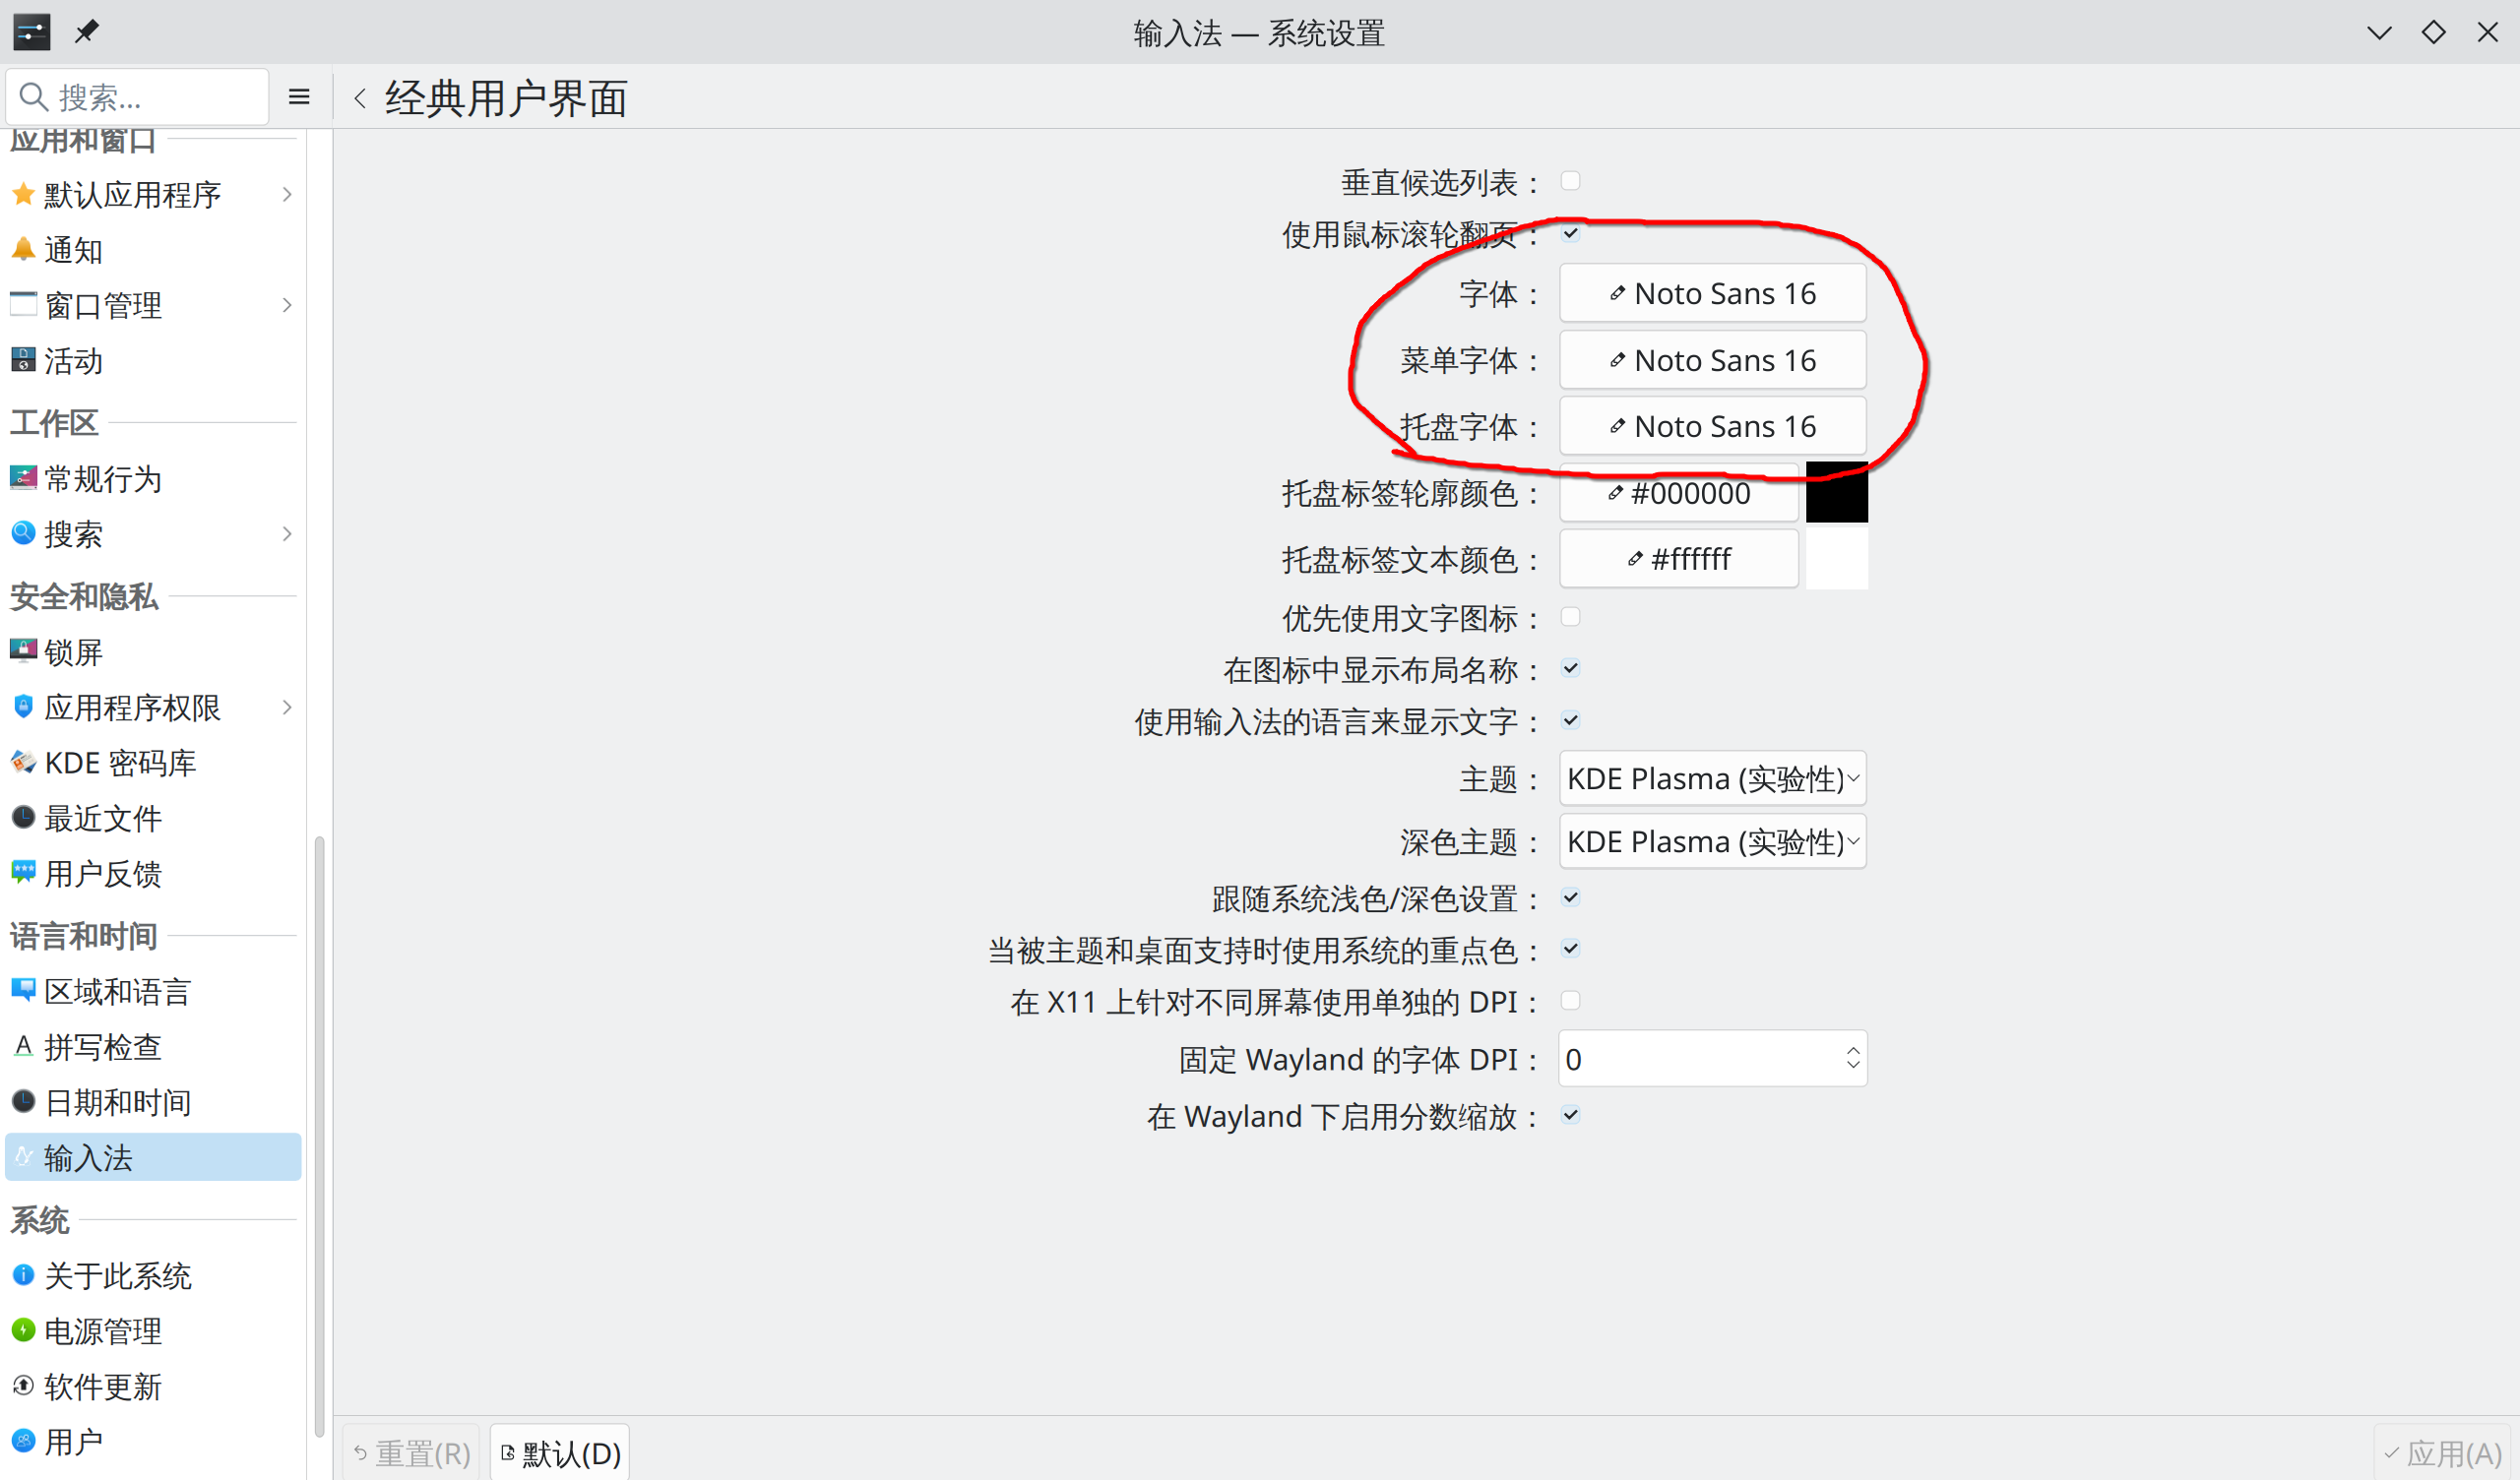 输入法 — 系统设置
搜索...
经典用户界面
应用和窗口
默认应用程序
通知
窗口管理
活动
工作区
常规行为
搜索
安全和隐私
锁屏
应用程序权限
KDE 密码库
最近文件
用户反馈
语言和时间
区域和语言
拼写检查
日期和时间
输入法
系统
关于此系统
电源管理
软件更新
用户
垂直候选列表：
使用鼠标滚轮翻页：
字体： Noto Sans 16
菜单字体： Noto Sans 16
托盘字体： Noto Sans 16
托盘标签轮廓颜色： #000000
托盘标签文本颜色： #ffffff
优先使用文字图标：
在图标中显示布局名称：
使用输入法的语言来显示文字：
主题： KDE Plasma (实验性)
深色主题： KDE Plasma (实验性)
跟随系统浅色/深色设置：
当被主题和桌面支持时使用系统的重点色：
在 X11 上针对不同屏幕使用单独的 DPI：
固定 Wayland 的字体 DPI： 0
在 Wayland 下启用分数缩放：
重置(R) 默认(D) 应用(A)